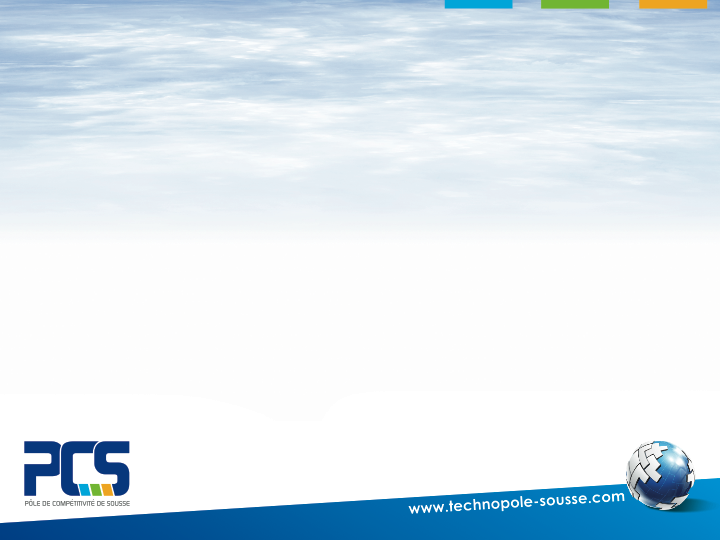 PCS
PÔLE DE COMPÉTITIVITÉ DE SOUSSE
www.technopole-sousse.com